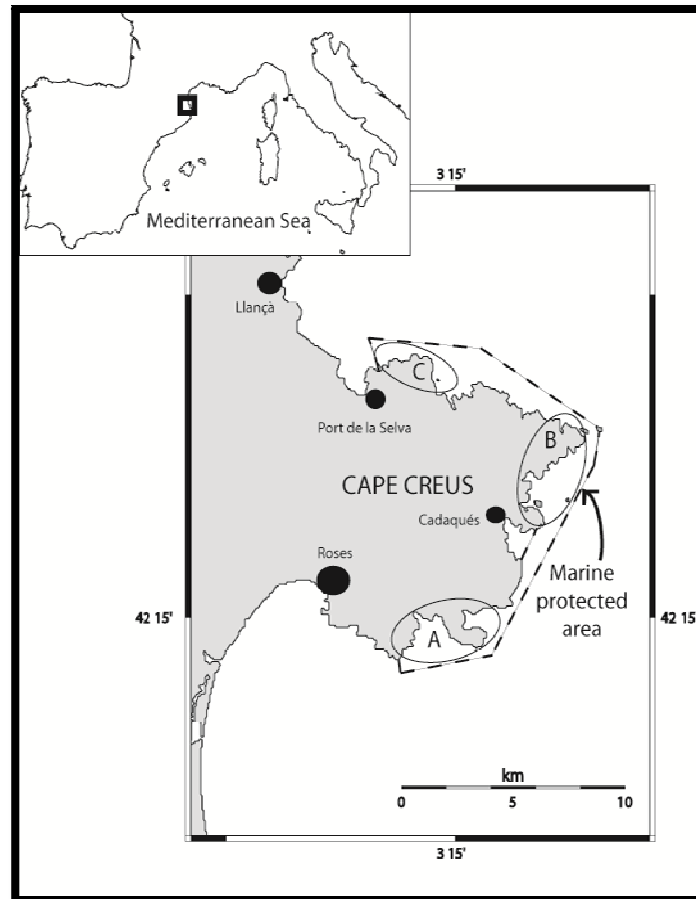 Mediterranean Sea
3 15'
Llançà
C
Port de la Selva
B
CAPE CREUS
Cadaqués
Roses
Marine
protected
area
A
42 15'
42 15'
km
0 5 10
3 15'